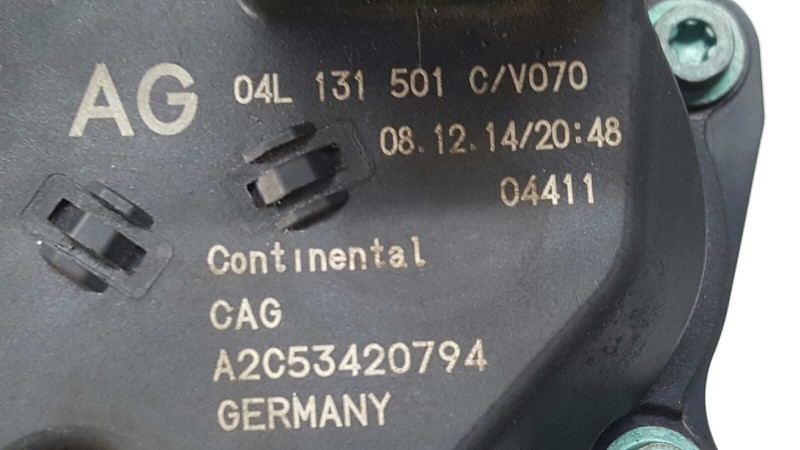 AG 04L 131 501 C/V070
08.12.14/20:48
04411
Continental
CAG
A2C53420794
GERMANY